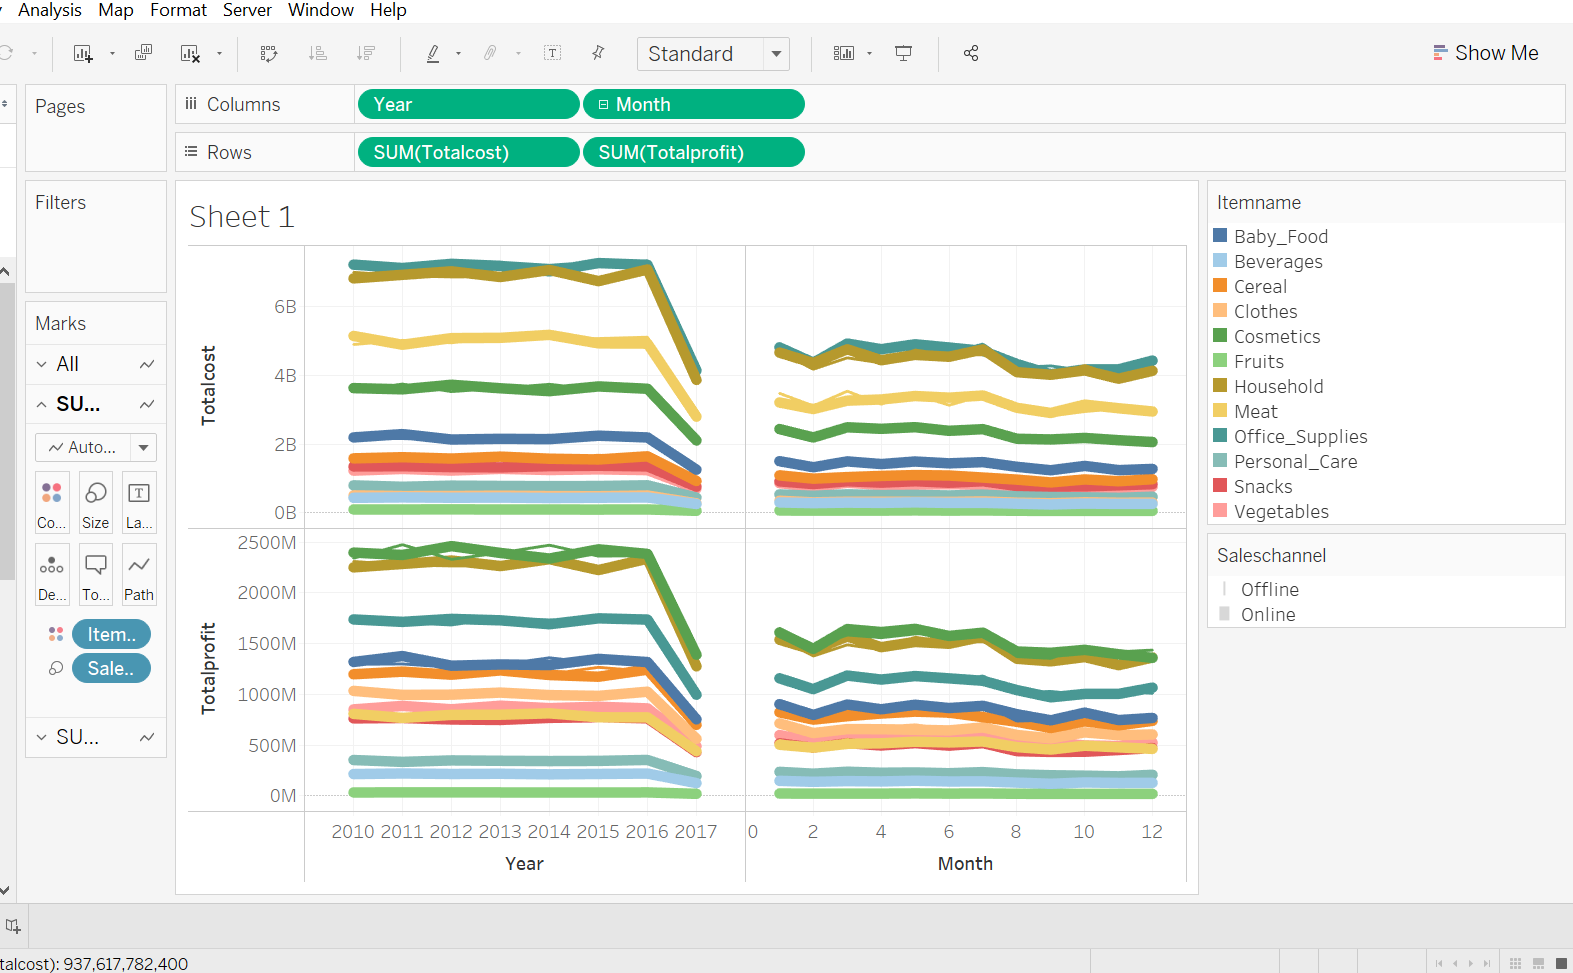 Analysis Map Format Server Window Help
Standard
Show Me
Pages
Columns
Year
Month
Rows
SUM(Totalcost)
SUM(Totalprofit)
Filters
Marks
All
SU...
Auto...
Co...
Size
La...
De...
To...
Path
Item..
Sale..
SU...
Sheet 1
Totalcost
6B
4B
2B
0B
Totalprofit
2500M
2000M
1500M
1000M
500M
0M
2010 2011 2012 2013 2014 2015 2016 2017
Year
0 2 4 6 8 10 12
Month
Itemname
Baby_Food
Beverages
Cereal
Clothes
Cosmetics
Fruits
Household
Meat
Office_Supplies
Personal_Care
Snacks
Vegetables
Saleschannel
Offline
Online
talcost): 937,617,782,400